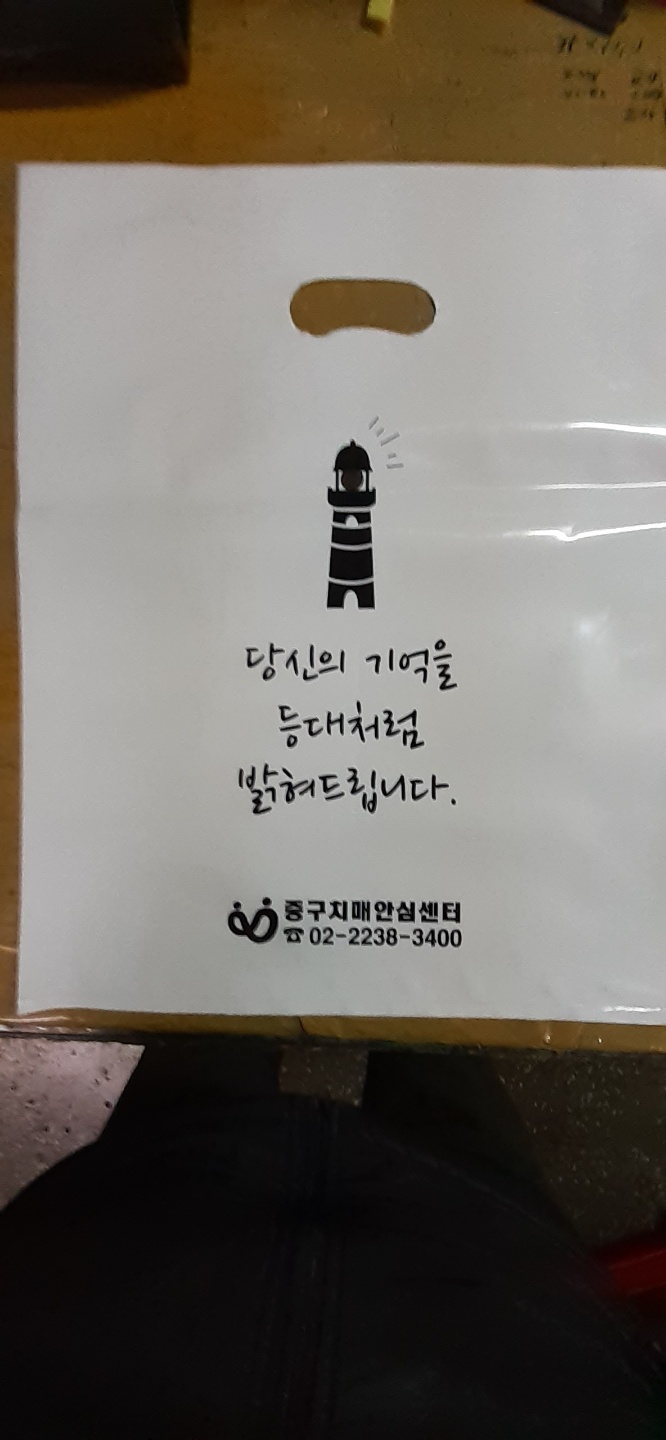 당신의 기억을
등대처럼
밝혀드립니다.
중구치매안심센터
☎ 02-2238-3400